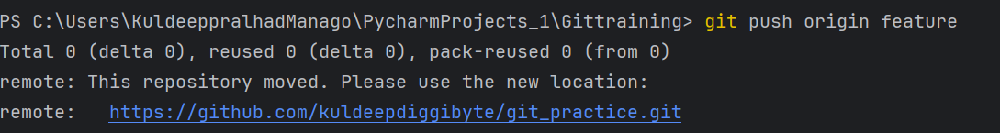 PS C:\Users\KuldeeppralhadManago\PycharmProjects_1\Gittraining> git push origin feature
Total 0 (delta 0), reused 0 (delta 0), pack-reused 0 (from 0)
remote: This repository moved. Please use the new location:
remote:   https://github.com/kuldeepdiggibyte/git_practice.git